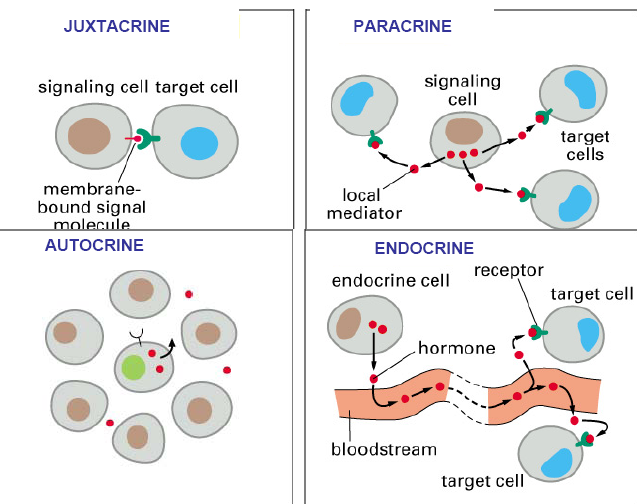 JUXTACRINE
signaling cell target cell
membrane-
bound signal
molecule
PARACRINE
signaling
cell
target
cells
local
mediator
AUTOCRINE
ENDOCRINE
endocrine cell
receptor
target cell
hormone
bloodstream
target cell